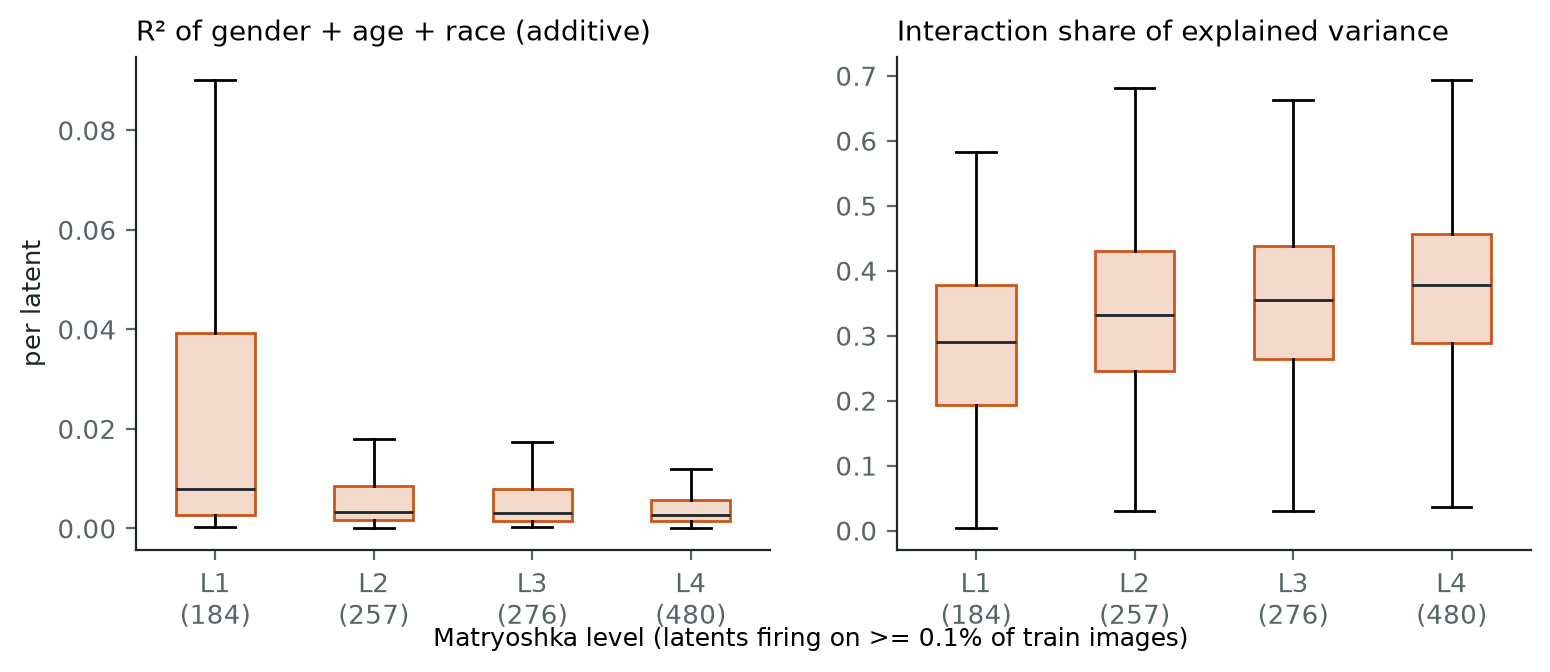 R² of gender + age + race (additive)
per latent
0.08
0.06
0.04
0.02
0.00
L1
(184)
L2
(257)
L3
(276)
L4
(480)
Interaction share of explained variance
0.7
0.6
0.5
0.4
0.3
0.2
0.1
0.0
L1
(184)
L2
(257)
L3
(276)
L4
(480)
Matryoshka level (latents firing on >= 0.1% of train images)